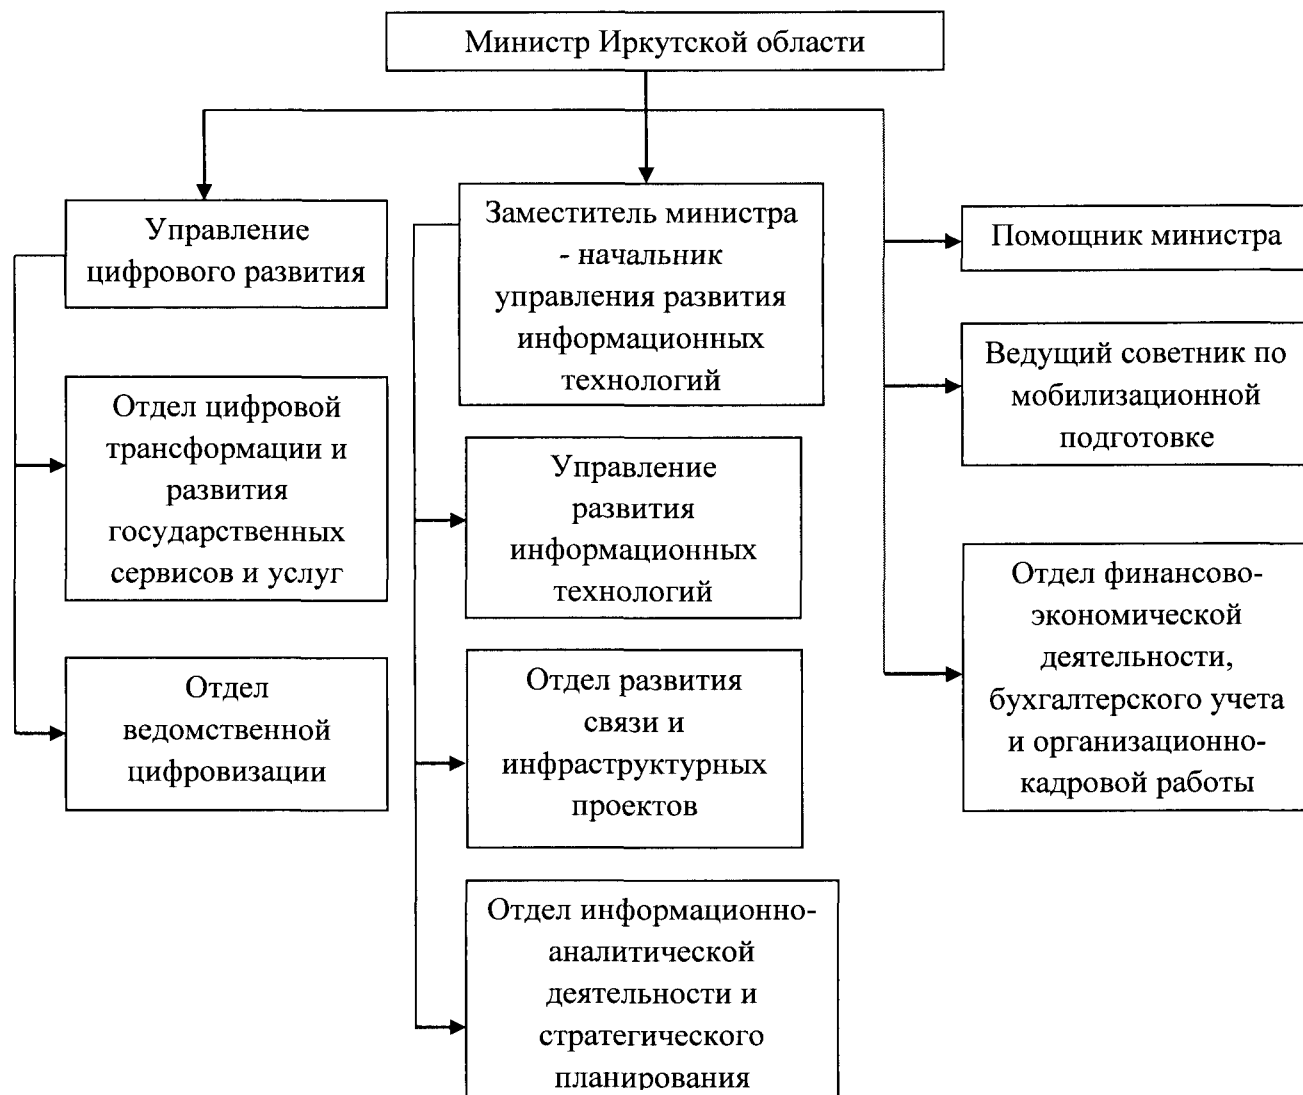 Министр Иркутской области
Управление
цифрового развития
Отдел цифровой
трансформации и
развития
государственных
сервисов и услуг
Отдел
ведомственной
цифровизации
Заместитель министра
- начальник
управления развития
информационных
технологий
Управление
развития
информационных
технологий
Отдел развития
связи и
инфраструктурных
проектов
Отдел информационно-
аналитической
деятельности и
стратегического
планирования
Помощник министра
Ведущий советник по
мобилизационной
подготовке
Отдел финансово-
экономической
деятельности,
бухгалтерского учета
и организационно-
кадровой работы